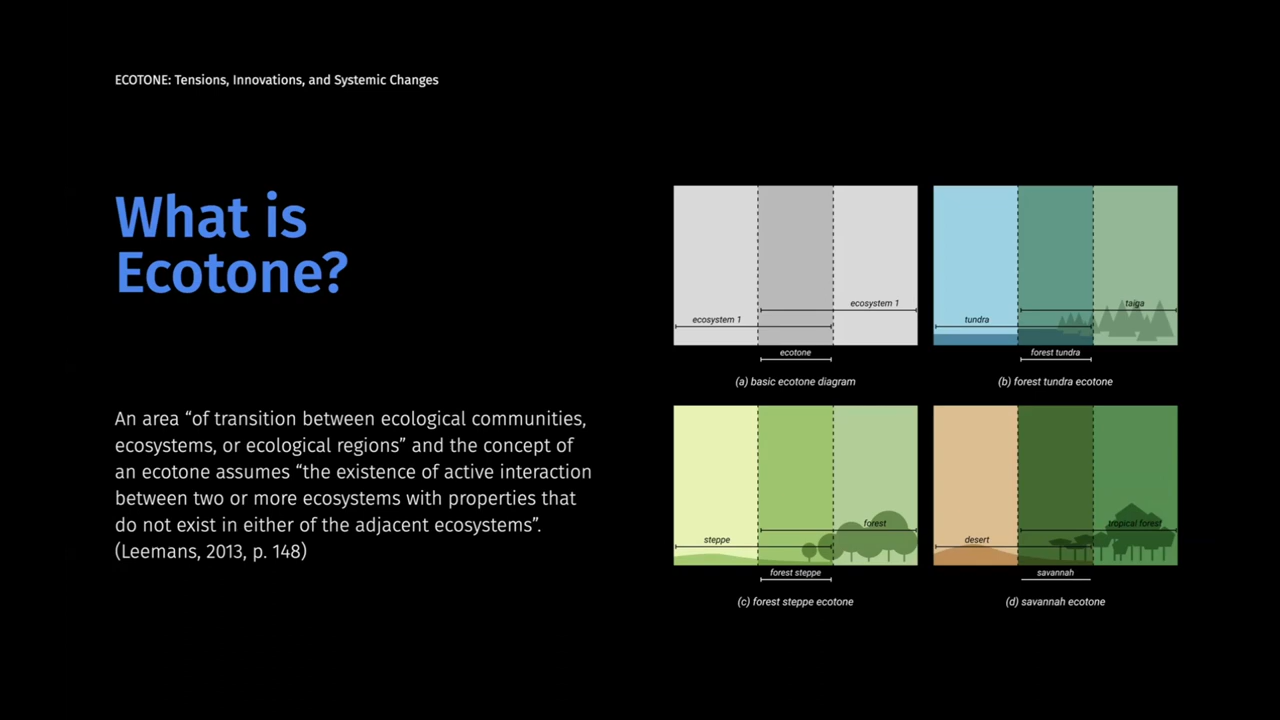 ECOTONE: Tensions, Innovations, and Systemic Changes
What is
Ecotone?
An area “of transition between ecological communities,
ecosystems, or ecological regions” and the concept of
an ecotone assumes “the existence of active interaction
between two or more ecosystems with properties that
do not exist in either of the adjacent ecosystems”.
(Leemans, 2013, p. 148)
ecosystem 1
ecosystem 1
ecotone
(a) basic ecotone diagram
taiga
tundra
forest tundra
(b) forest tundra ecotone
forest
steppe
forest steppe
(c) forest steppe ecotone
tropical forest
desert
savannah
(d) savannah ecotone